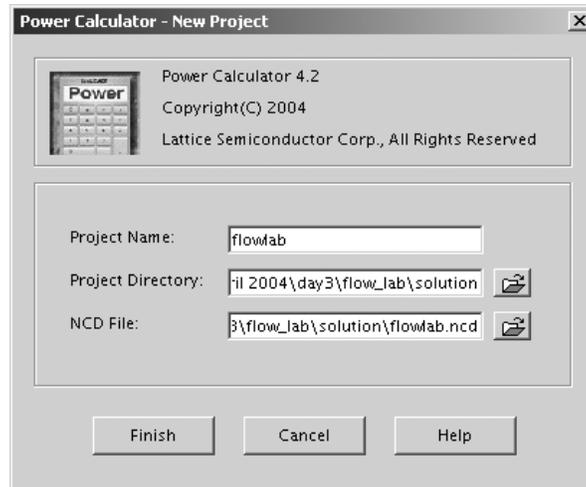 Power Calculator - New Project
Power
Power Calculator 4.2
Copyright(C) 2004
Lattice Semiconductor Corp., All Rights Reserved
Project Name: flowlab
Project Directory: ril 2004\day3\flow_lab\solution
NCD File: 3\flow_lab\solution\flowlab.ncd
Finish Cancel Help